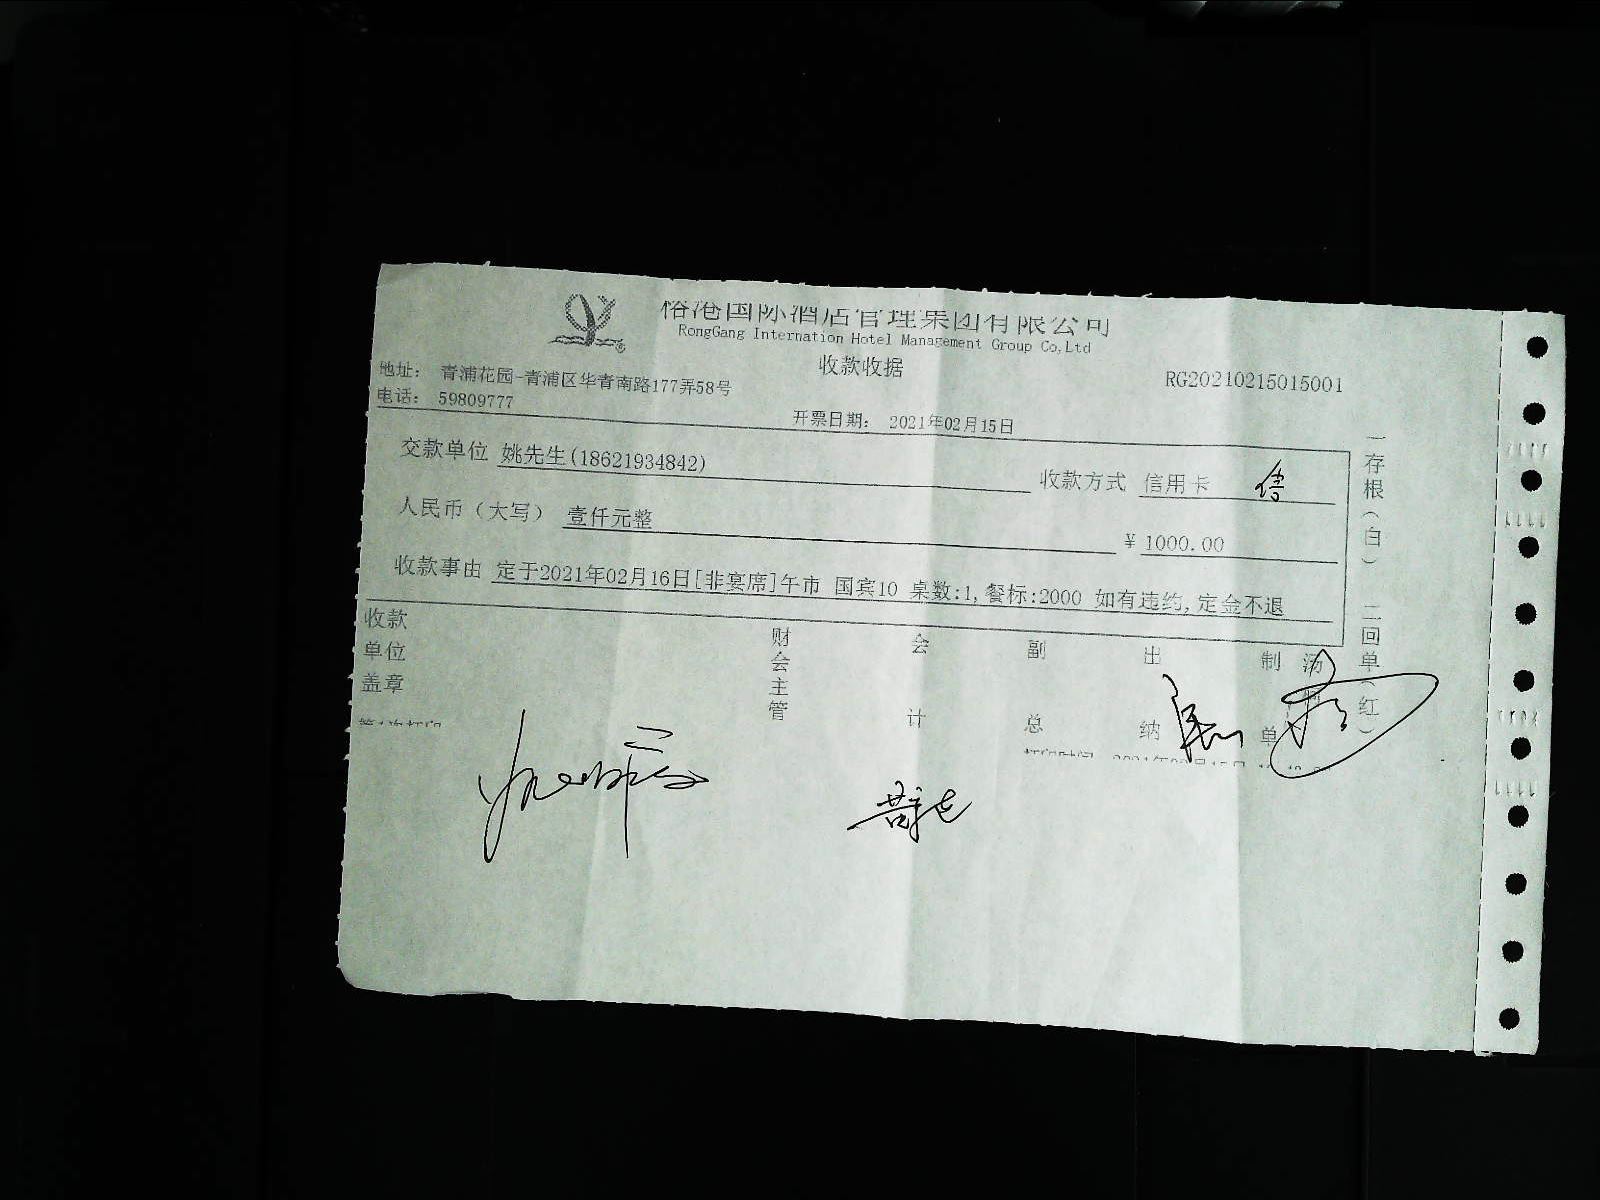 榕港国际酒店管理集团有限公司
RongGang Internation Hotel Management Group Co,Ltd
收款收据
RG20210215015001
地址： 青浦花园-青浦区华青南路177弄58号
电话： 59809777
开票日期： 2021年02月15日
交款单位 姚先生(18621934842)
收款方式 信用卡 信
人民币（大写） 壹仟元整
¥ 1000.00
收款事由 定于2021年02月16日[非宴席]午市 国宾10 桌数:1,餐标:2000 如有违约,定金不退
收款单位盖章
财会主管
会计
副总
出纳
制单 汤
一存根（白） 二回单（红）